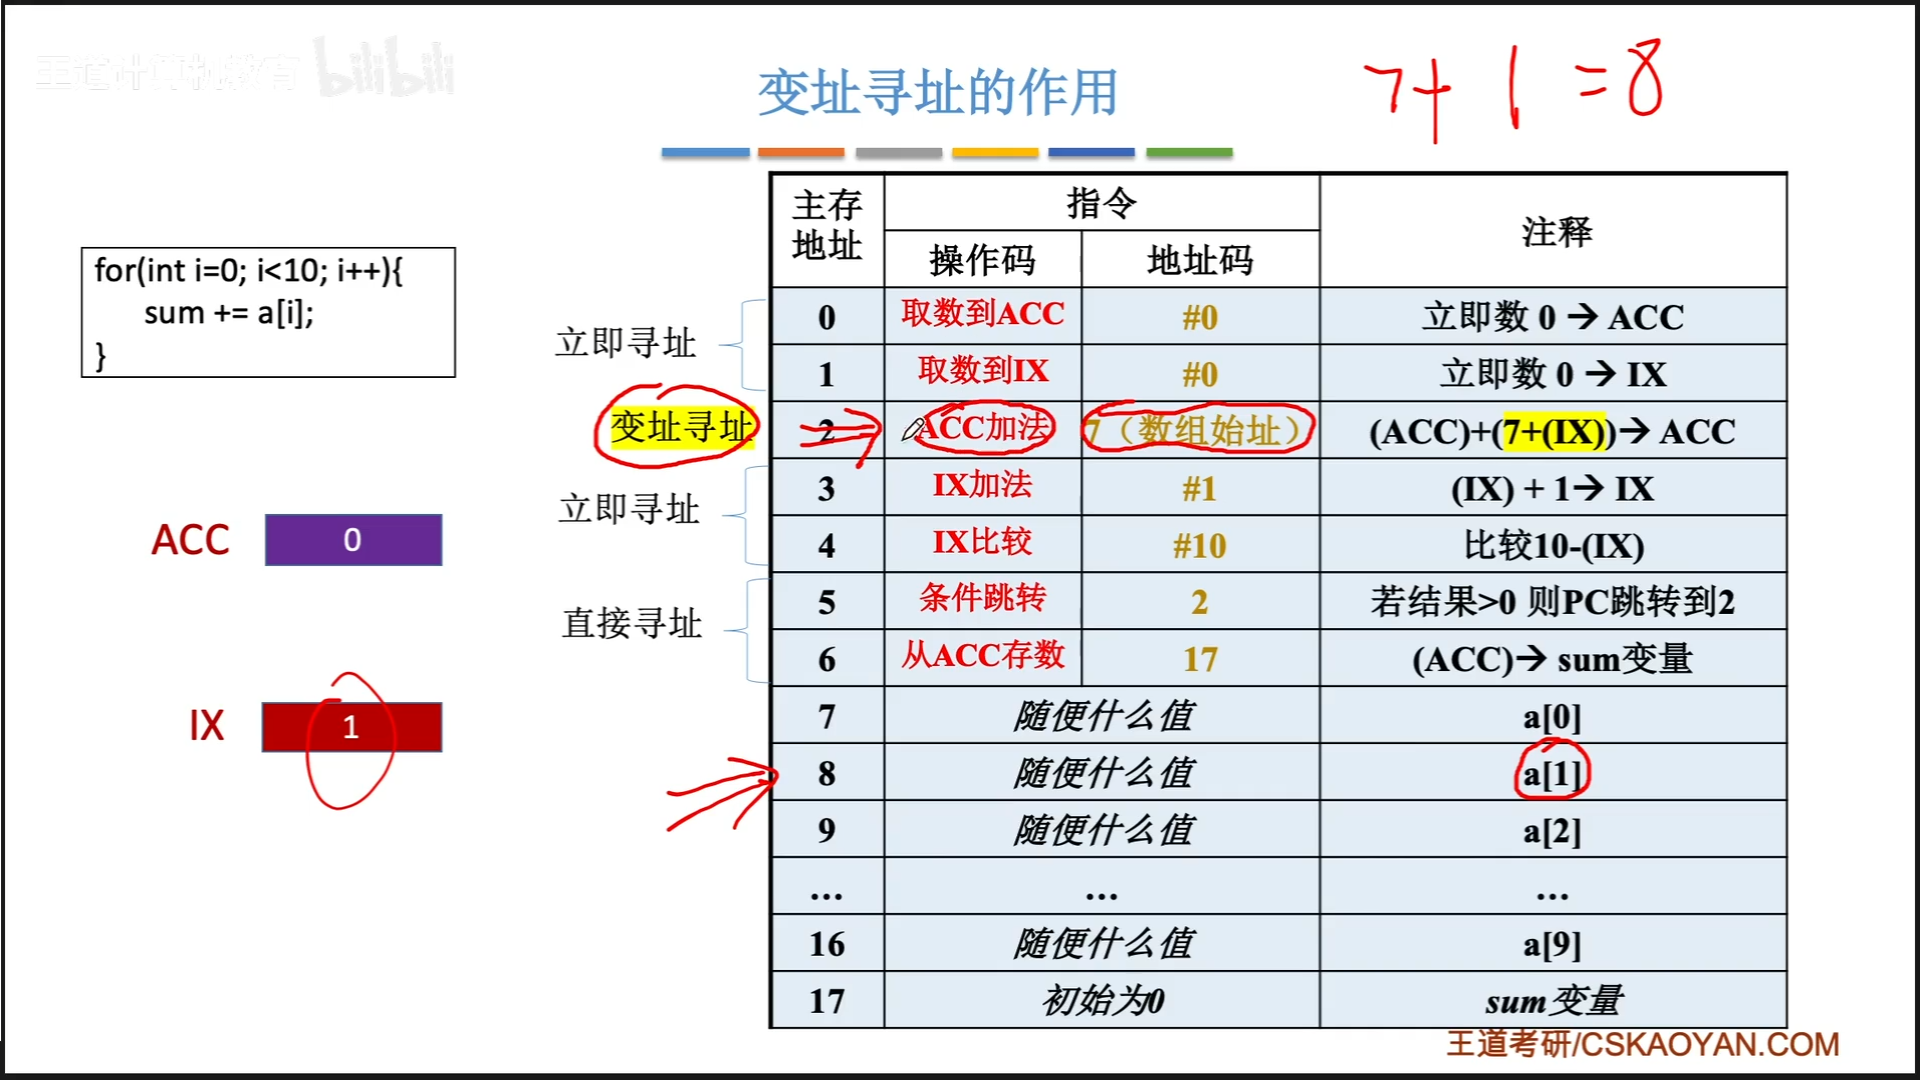 王道计算机教育 bilibili
变址寻址的作用
7+1=8
for(int i=0; i<10; i++){
sum += a[i];
}
立即寻址
变址寻址
立即寻址
直接寻址
ACC 0
IX 1
主存地址 指令 注释
操作码 地址码
0 取数到ACC #0 立即数 0 → ACC
1 取数到IX #0 立即数 0 → IX
2 ACC加法 7（数组始址） (ACC)+(7+(IX))→ ACC
3 IX加法 #1 (IX) + 1→ IX
4 IX比较 #10 比较10-(IX)
5 条件跳转 2 若结果>0 则PC跳转到2
6 从ACC存数 17 (ACC)→ sum变量
7 随便什么值 a[0]
8 随便什么值 a[1]
9 随便什么值 a[2]
... ... ...
16 随便什么值 a[9]
17 初始为0 sum变量
王道考研/CSKAOYAN.COM